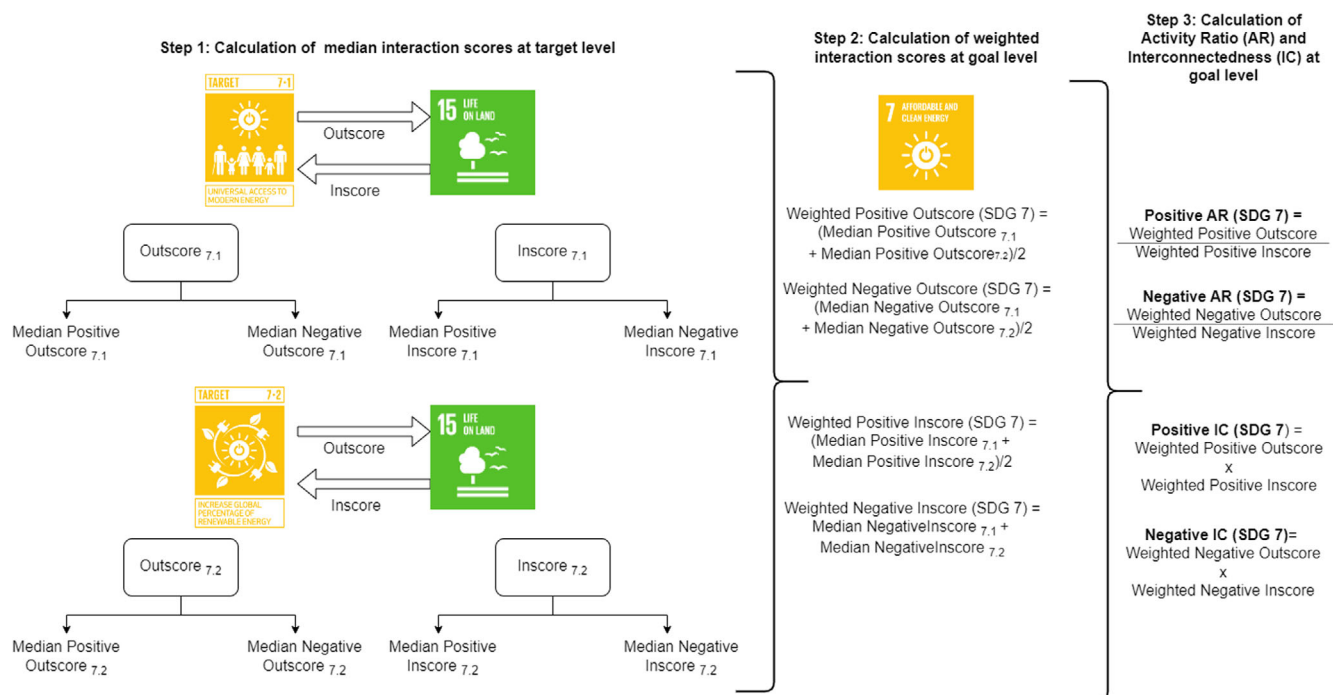 Step 1: Calculation of median interaction scores at target level
TARGET 7·1
UNIVERSAL ACCESS TO
MODERN ENERGY
Outscore
Inscore
15 LIFE
ON LAND
Outscore 7.1
Inscore 7.1
Median Positive
Outscore 7.1
Median Negative
Outscore 7.1
Median Positive
Inscore 7.1
Median Negative
Inscore 7.1
TARGET 7·2
INCREASE GLOBAL
PERCENTAGE OF
RENEWABLE ENERGY
Outscore
Inscore
15 LIFE
ON LAND
Outscore 7.2
Inscore 7.2
Median Positive
Outscore 7.2
Median Negative
Outscore 7.2
Median Positive
Inscore 7.2
Median Negative
Inscore 7.2
Step 2: Calculation of weighted
interaction scores at goal level
7 AFFORDABLE AND
CLEAN ENERGY
Weighted Positive Outscore (SDG 7) =
(Median Positive Outscore 7.1
+ Median Positive Outscore7.2)/2
Weighted Negative Outscore (SDG 7) =
(Median Negative Outscore 7.1
+ Median Negative Outscore 7.2)/2
Weighted Positive Inscore (SDG 7) =
(Median Positive Inscore 7.1 +
Median Positive Inscore 7.2)/2
Weighted Negative Inscore (SDG 7) =
Median NegativeInscore 7.1 +
Median NegativeInscore 7.2
Step 3: Calculation of
Activity Ratio (AR) and
Interconnectedness (IC) at
goal level
Positive AR (SDG 7) =
Weighted Positive Outscore
Weighted Positive Inscore
Negative AR (SDG 7) =
Weighted Negative Outscore
Weighted Negative Inscore
Positive IC (SDG 7) =
Weighted Positive Outscore
x
Weighted Positive Inscore
Negative IC (SDG 7)=
Weighted Negative Outscore
x
Weighted Negative Inscore